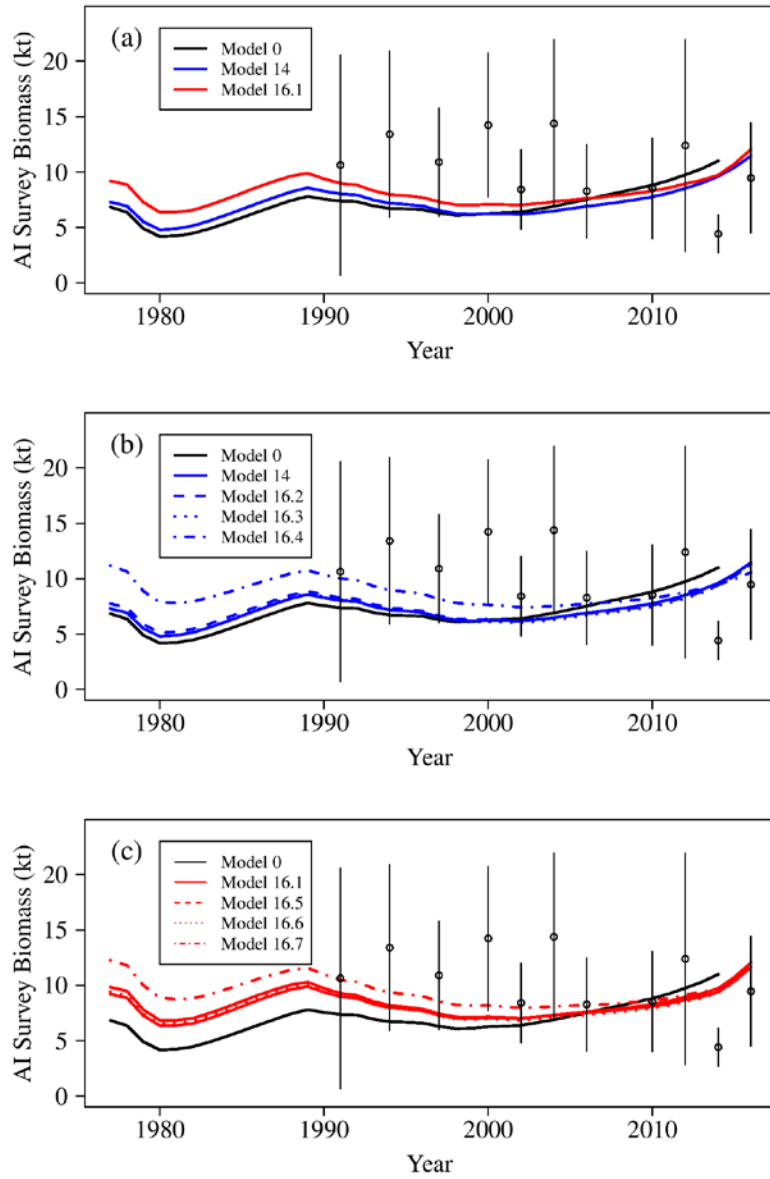 (a)
Model 0
Model 14
Model 16.1
AI Survey Biomass (kt)
20
15
10
5
0
1980 1990 2000 2010
Year
(b)
Model 0
Model 14
Model 16.2
Model 16.3
Model 16.4
AI Survey Biomass (kt)
20
15
10
5
0
1980 1990 2000 2010
Year
(c)
Model 0
Model 16.1
Model 16.5
Model 16.6
Model 16.7
AI Survey Biomass (kt)
20
15
10
5
0
1980 1990 2000 2010
Year